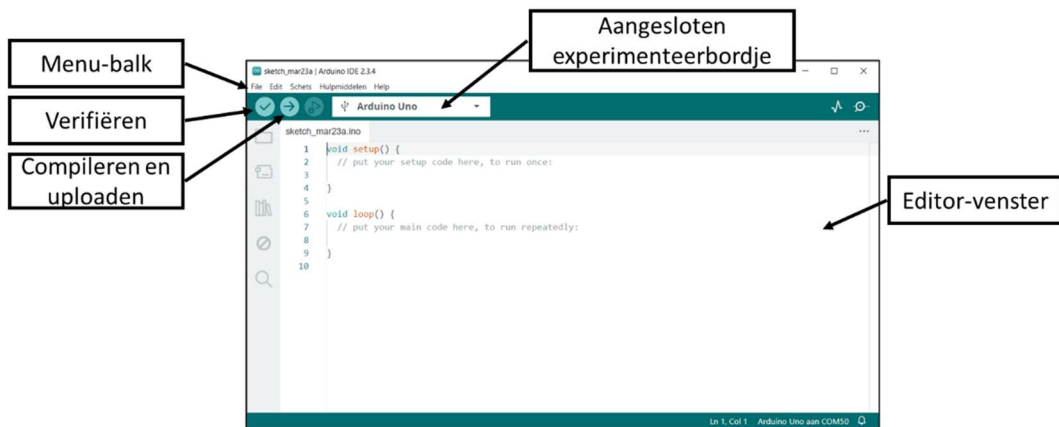 Aangesloten
experimenteerbordje
Menu-balk
Verifiëren
Compileren en
uploaden
Editor-venster
sketch_mar23a | Arduino IDE 2.3.4
File Edit Schets Hulpmiddelen Help
Arduino Uno
sketch_mar23a.ino
1 void setup() {
2 // put your setup code here, to run once:
3
4 }
5
6 void loop() {
7 // put your main code here, to run repeatedly:
8
9 }
10
Ln 1, Col 1 Arduino Uno aan COM50